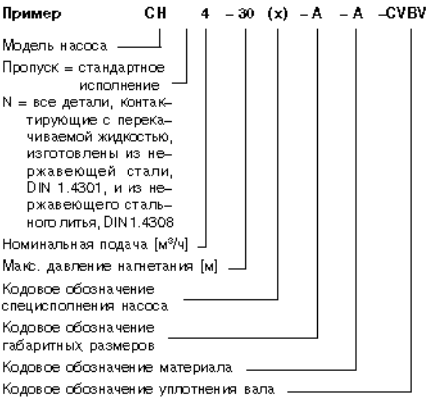 Пример CH 4 –30 (x) –A –A –CVBV
Модель насоса
Пропуск = стандартное
исполнение
N = все детали, контак–
тирующие с перека–
чиваемой жидкостью,
изготовлены из не–
ржавеющей стали,
DIN 1.4301, и из не–
ржавеющего сталь–
ного литья, DIN 1.4308
Номинальная подача [м³/ч]
Макс. давление нагнетания [м]
Кодовое обозначение
специсполнения насоса
Кодовое обозначение
габаритных размеров
Кодовое обозначение материала
Кодовое обозначение уплотнения вала